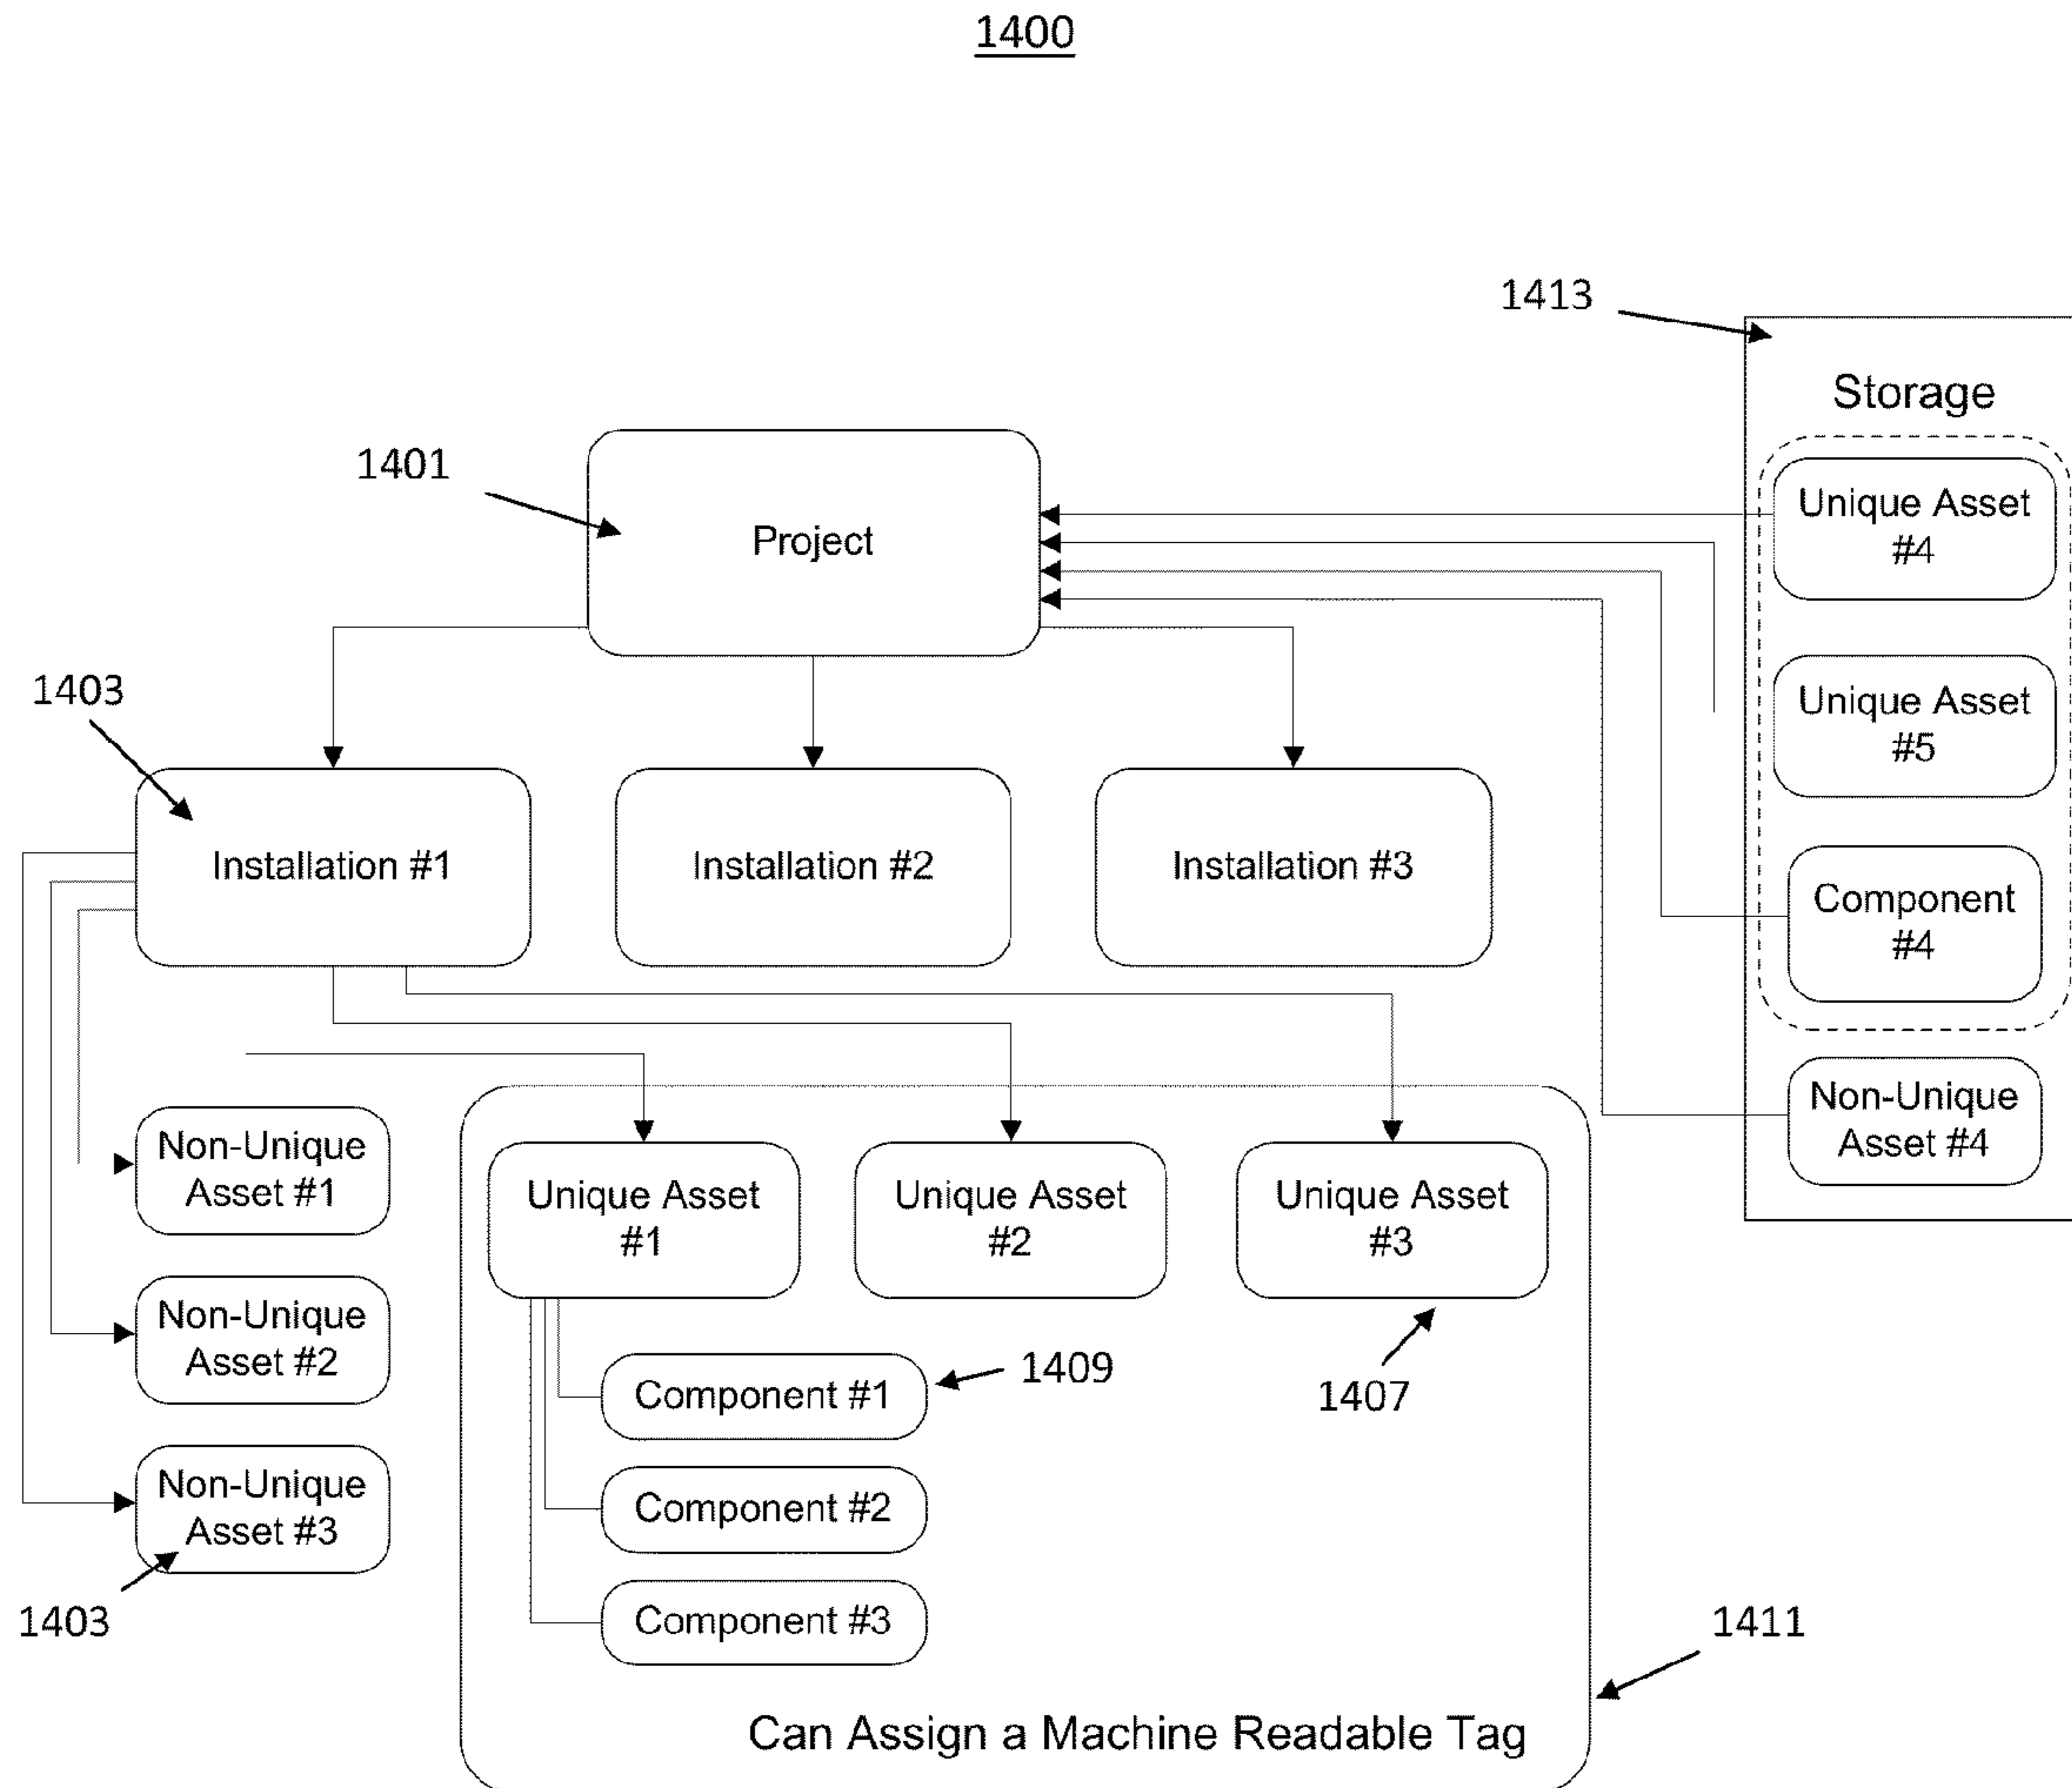 1400
1413
Storage
1401
Project
Unique Asset
#4
1403
Unique Asset
#5
Installation #1
Installation #2
Installation #3
Component
#4
Non-Unique
Asset #4
Non-Unique
Asset #1
Unique Asset
#1
Unique Asset
#2
Unique Asset
#3
Non-Unique
Asset #2
Component #1
1409
1407
Non-Unique
Asset #3
Component #2
1403
Component #3
1411
Can Assign a Machine Readable Tag